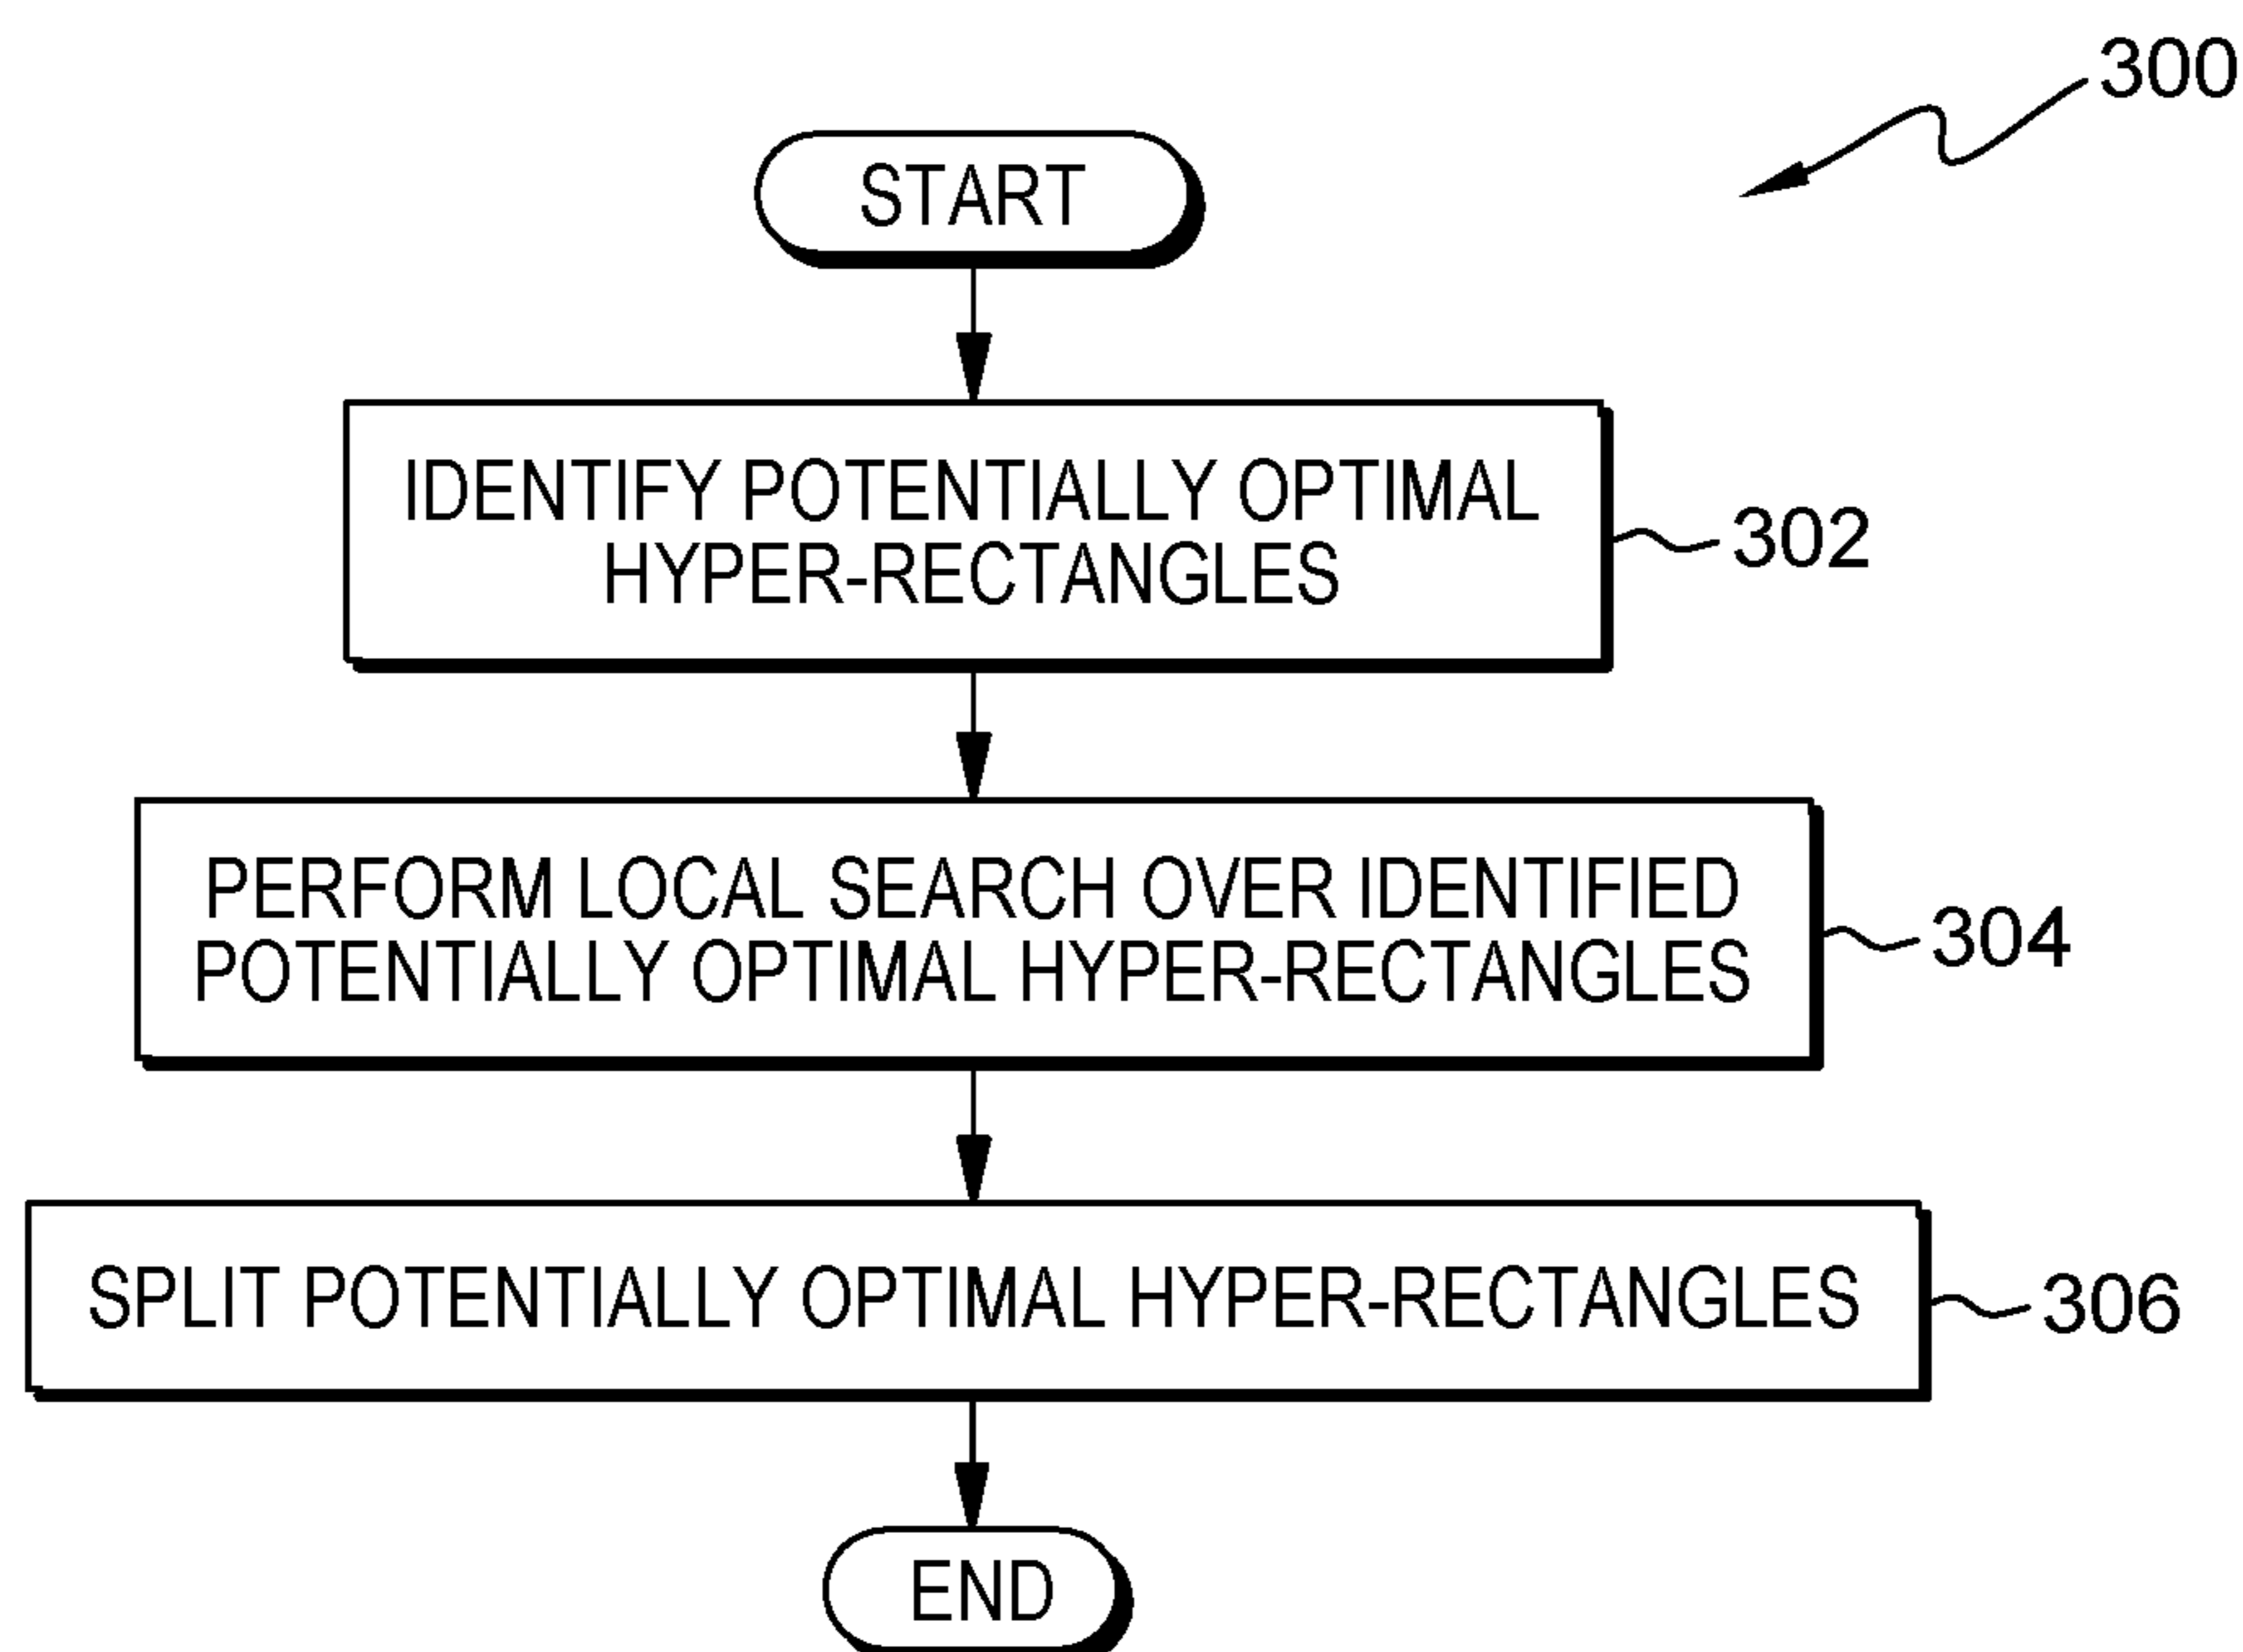 300
START
IDENTIFY POTENTIALLY OPTIMAL
HYPER-RECTANGLES
302
PERFORM LOCAL SEARCH OVER IDENTIFIED
POTENTIALLY OPTIMAL HYPER-RECTANGLES
304
SPLIT POTENTIALLY OPTIMAL HYPER-RECTANGLES
306
END